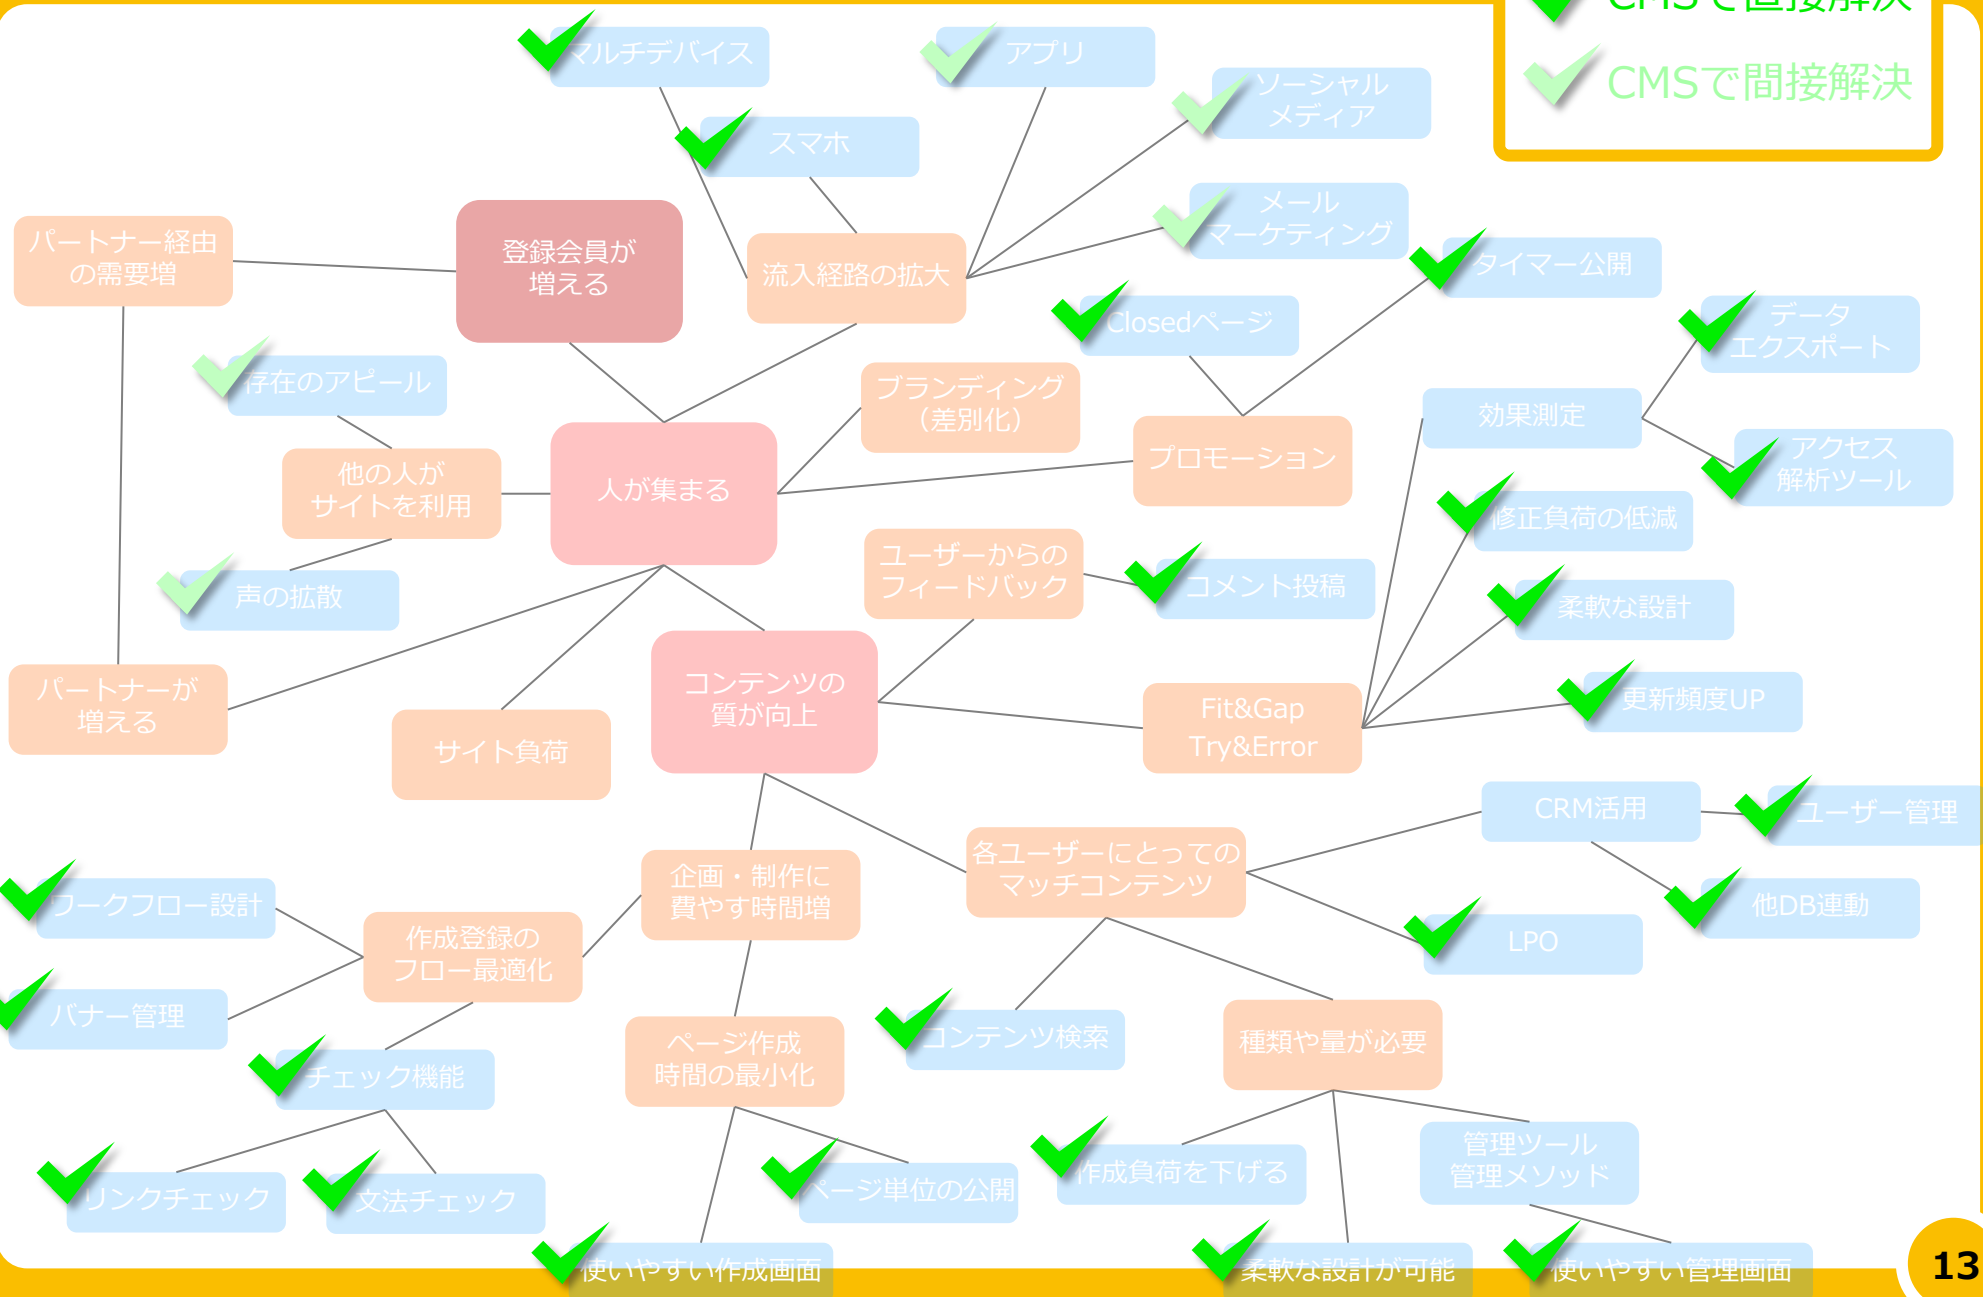 CMSで直接解決
CMSで間接解決
マルチデバイス
アプリ
ソーシャル
メディア
スマホ
メール
マーケティング
パートナー経由
の需要増
登録会員が
増える
流入経路の拡大
タイマー公開
Closedページ
データ
エクスポート
存在のアピール
ブランディング
（差別化）
効果測定
プロモーション
アクセス
解析ツール
他の人が
サイトを利用
人が集まる
修正負荷の低減
ユーザーからの
フィードバック
コメント投稿
声の拡散
柔軟な設計
パートナーが
増える
コンテンツの
質が向上
Fit&Gap
Try&Error
更新頻度UP
サイト負荷
CRM活用
ユーザー管理
各ユーザーにとっての
マッチコンテンツ
企画・制作に
費やす時間増
ワークフロー設計
他DB連動
作成登録の
フロー最適化
LPO
バナー管理
コンテンツ検索
種類や量が必要
ページ作成
時間の最小化
チェック機能
管理ツール
管理メソッド
作成負荷を下げる
ページ単位の公開
リンクチェック
文法チェック
使いやすい作成画面
柔軟な設計が可能
使いやすい管理画面
13